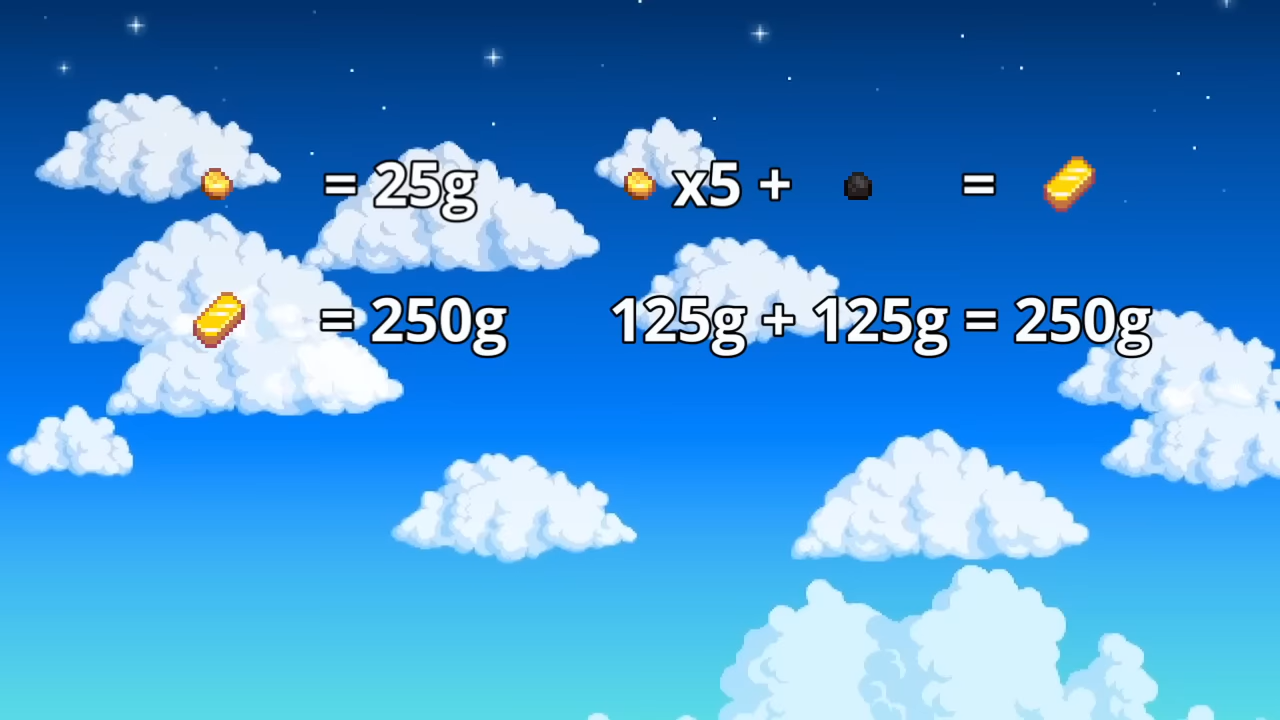 = 25g
x5 + =
= 250g
125g + 125g = 250g